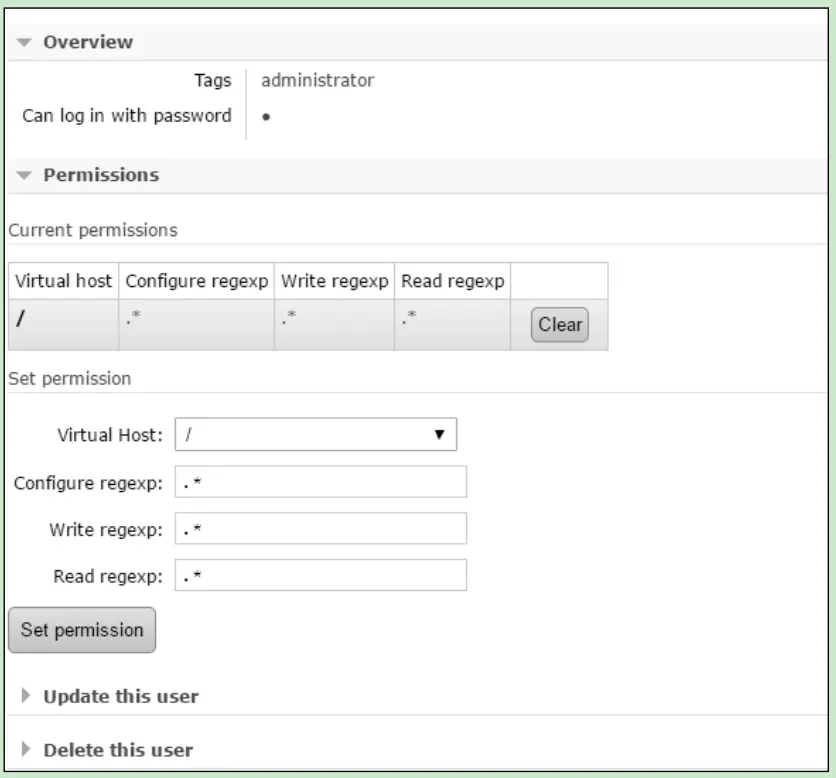 Overview
Tags administrator
Can log in with password •
Permissions
Current permissions
Virtual host Configure regexp Write regexp Read regexp
/ .* .* .* Clear
Set permission
Virtual Host: /
Configure regexp: .*
Write regexp: .*
Read regexp: .*
Set permission
Update this user
Delete this user